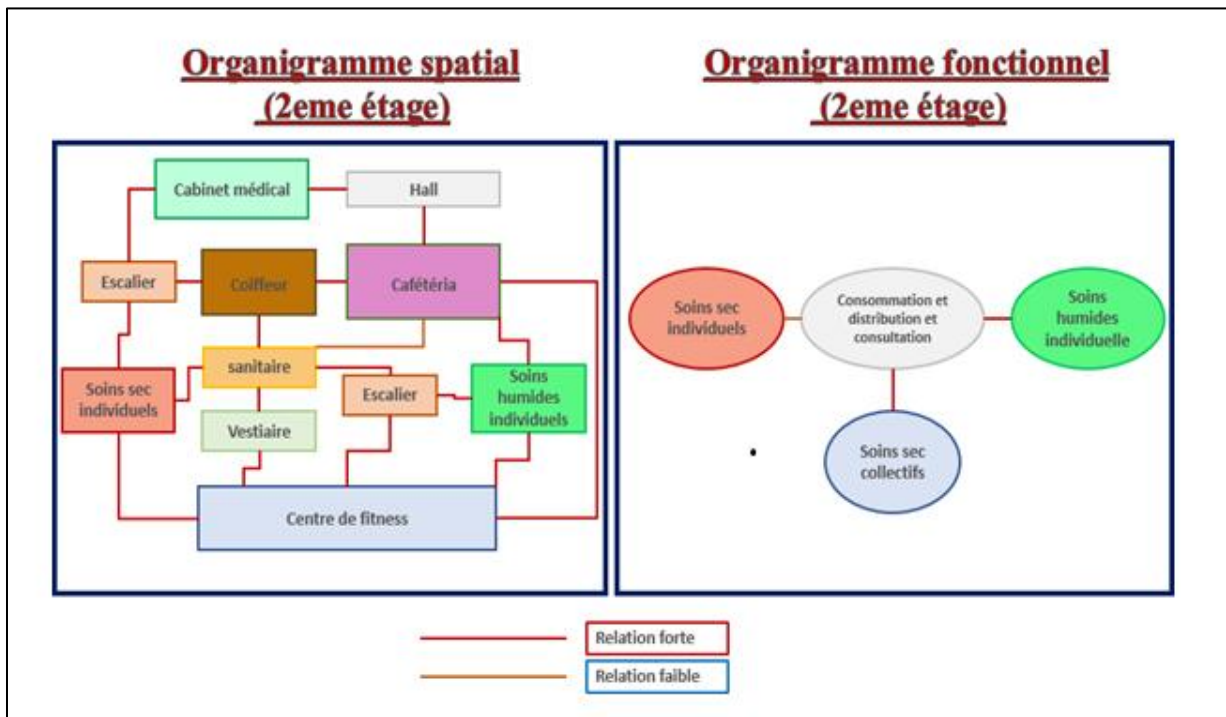 Organigramme spatial
(2eme étage)
Organigramme fonctionnel
(2eme étage)
Cabinet médical
Hall
Escalier
Coiffeur
Cafétéria
sanitaire
Soins sec
individuels
Escalier
Soins
humides
individuels
Vestiaire
Centre de fitness
Soins sec
individuels
Consommation et
distribution et
consultation
Soins
humides
individuelle
Soins sec
collectifs
Relation forte
Relation faible